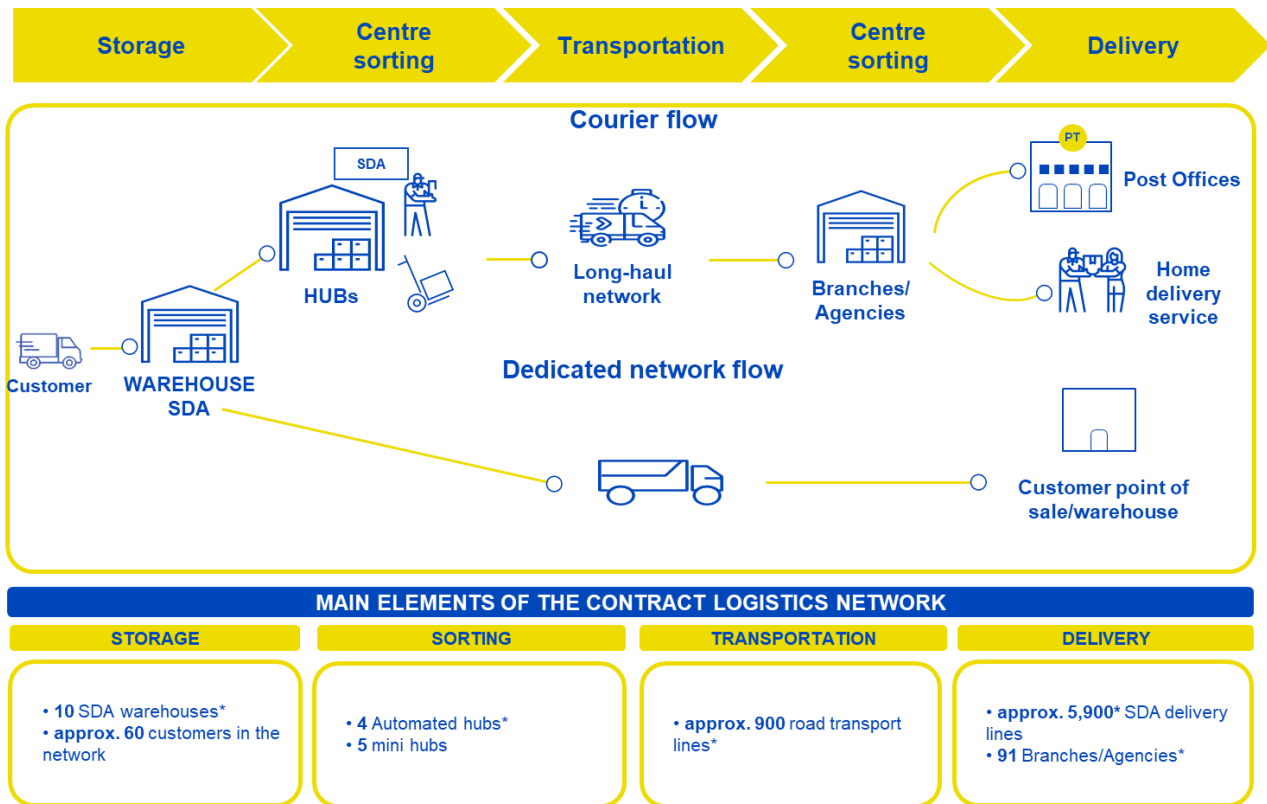 Storage
Centre
sorting
Transportation
Centre
sorting
Delivery
Courier flow
SDA
HUBs
Long-haul
network
Branches/
Agencies
PT
Post Offices
Home
delivery
service
Customer
WAREHOUSE
SDA
Dedicated network flow
Customer point of
sale/warehouse
MAIN ELEMENTS OF THE CONTRACT LOGISTICS NETWORK
STORAGE
• 10 SDA warehouses*
• approx. 60 customers in the
network
SORTING
• 4 Automated hubs*
• 5 mini hubs
TRANSPORTATION
• approx. 900 road transport
lines*
DELIVERY
• approx. 5,900* SDA delivery
lines
• 91 Branches/Agencies*